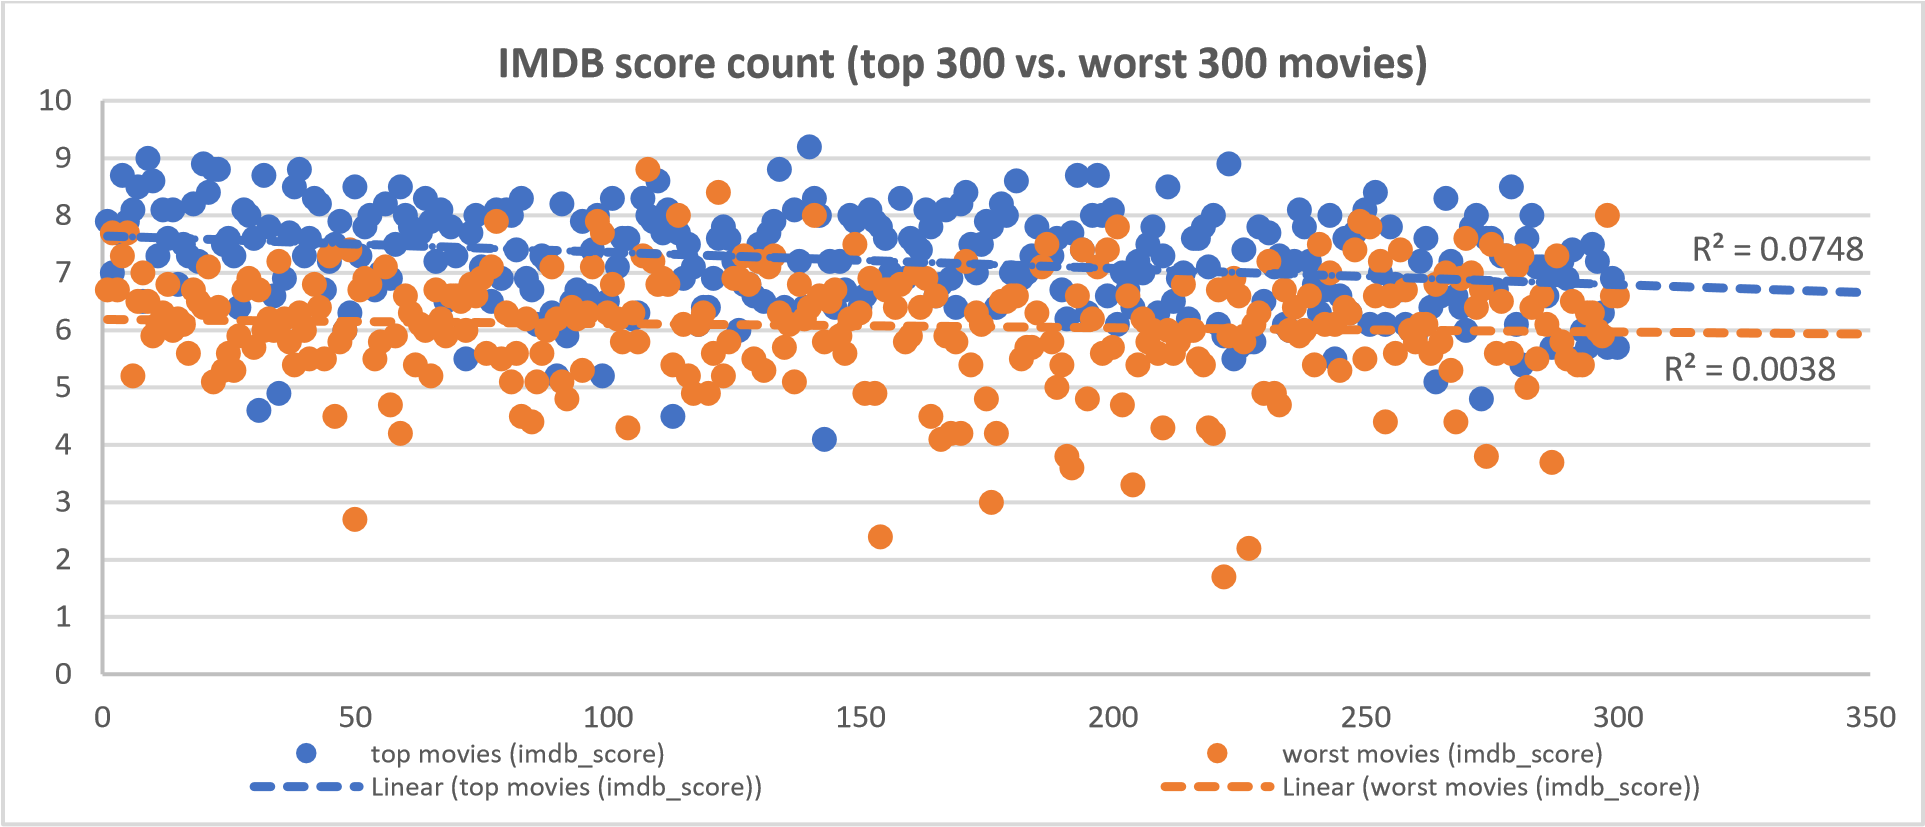 IMDB score count (top 300 vs. worst 300 movies)
10
9
8
7
6
5
4
3
2
1
0
R² = 0.0748
R² = 0.0038
0 50 100 150 200 250 300 350
top movies (imdb_score) worst movies (imdb_score)
Linear (top movies (imdb_score)) Linear (worst movies (imdb_score))